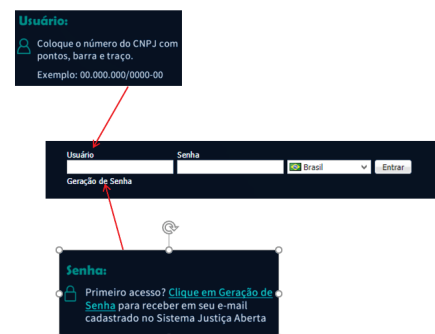 Usuário:
Coloque o número do CNPJ com
pontos, barra e traço.
Exemplo: 00.000.000/0000-00
Usuário Senha
Brasil Entrar
Geração de Senha
Senha:
Primeiro acesso? Clique em Geração de
Senha para receber em seu e-mail
cadastrado no Sistema Justiça Aberta